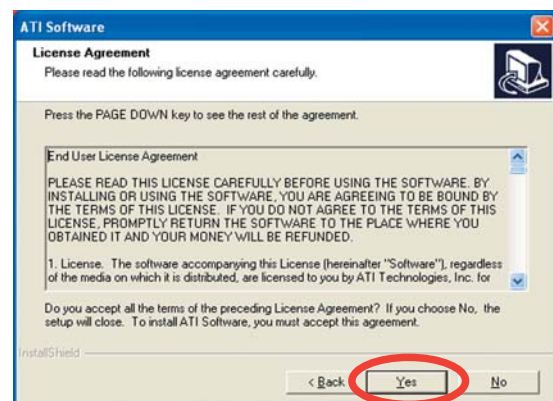 ATI Software
License Agreement
Please read the following license agreement carefully.
Press the PAGE DOWN key to see the rest of the agreement.
End User License Agreement
PLEASE READ THIS LICENSE CAREFULLY BEFORE USING THE SOFTWARE. BY
INSTALLING OR USING THE SOFTWARE, YOU ARE AGREEING TO BE BOUND BY
THE TERMS OF THIS LICENSE. IF YOU DO NOT AGREE TO THE TERMS OF THIS
LICENSE, PROMPTLY RETURN THE SOFTWARE TO THE PLACE WHERE YOU
OBTAINED IT AND YOUR MONEY WILL BE REFUNDED.
1. License. The software accompanying this License (hereinafter "Software"), regardless
of the media on which it is distributed, are licensed to you by ATI Technologies, Inc. for
Do you accept all the terms of the preceding License Agreement? If you choose No, the
setup will close. To install ATI Software, you must accept this agreement.
InstallShield
< Back Yes No